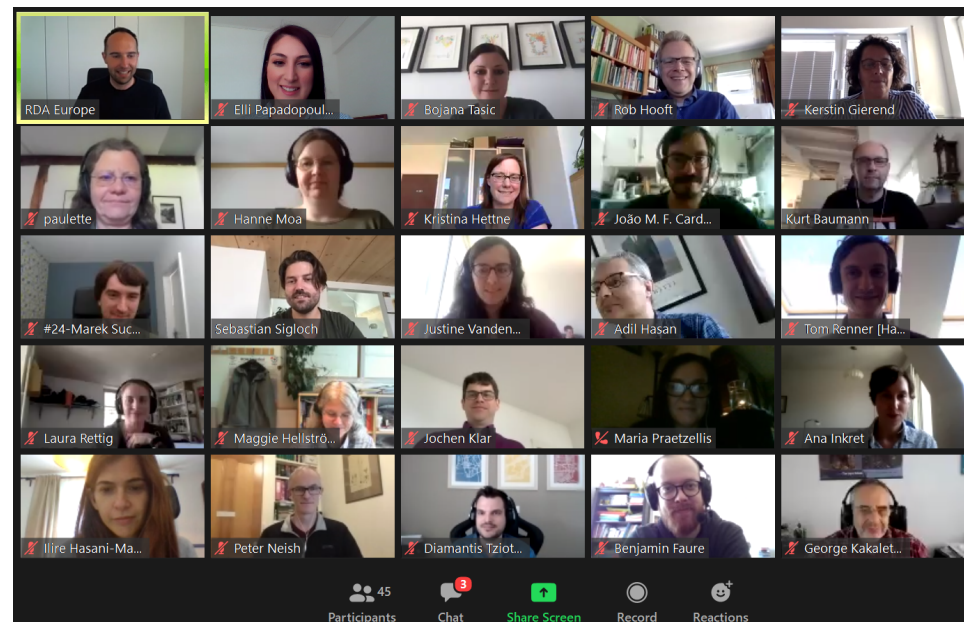 RDA Europe
Elli Papadopoul...
Bojana Tasic
Rob Hooft
Kerstin Gierend
paulette
Hanne Moa
Kristina Hettne
João M. F. Card...
Kurt Baumann
#24-Marek Suc...
Sebastian Sigloch
Justine Vanden...
Adil Hasan
Tom Renner [Ha...
Laura Rettig
Maggie Hellströ...
Jochen Klar
Maria Praetzellis
Ana Inkret
Ilire Hasani-Ma...
Peter Neish
Diamantis Tziot...
Benjamin Faure
George Kakalet...
45
3
Participants
Chat
Share Screen
Record
Reactions